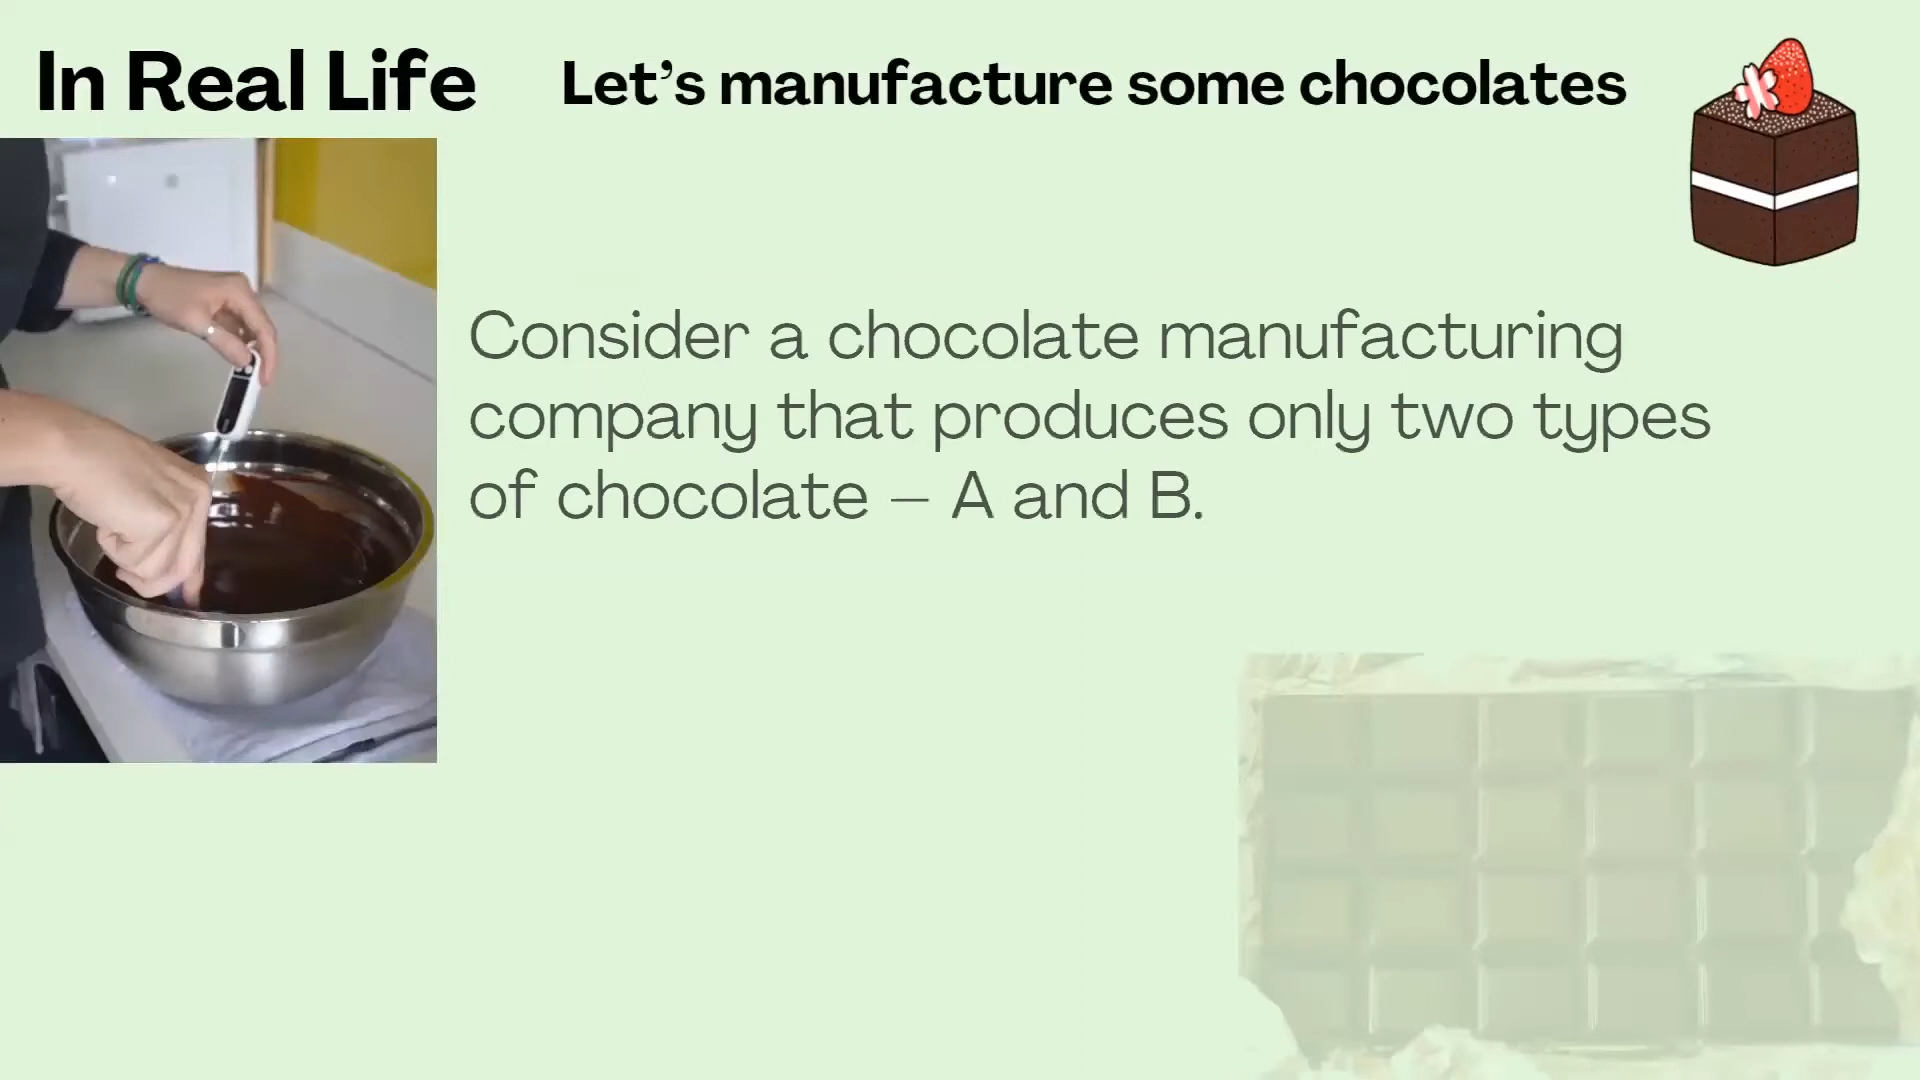 In Real Life
Let’s manufacture some chocolates
Consider a chocolate manufacturing
company that produces only two types
of chocolate – A and B.